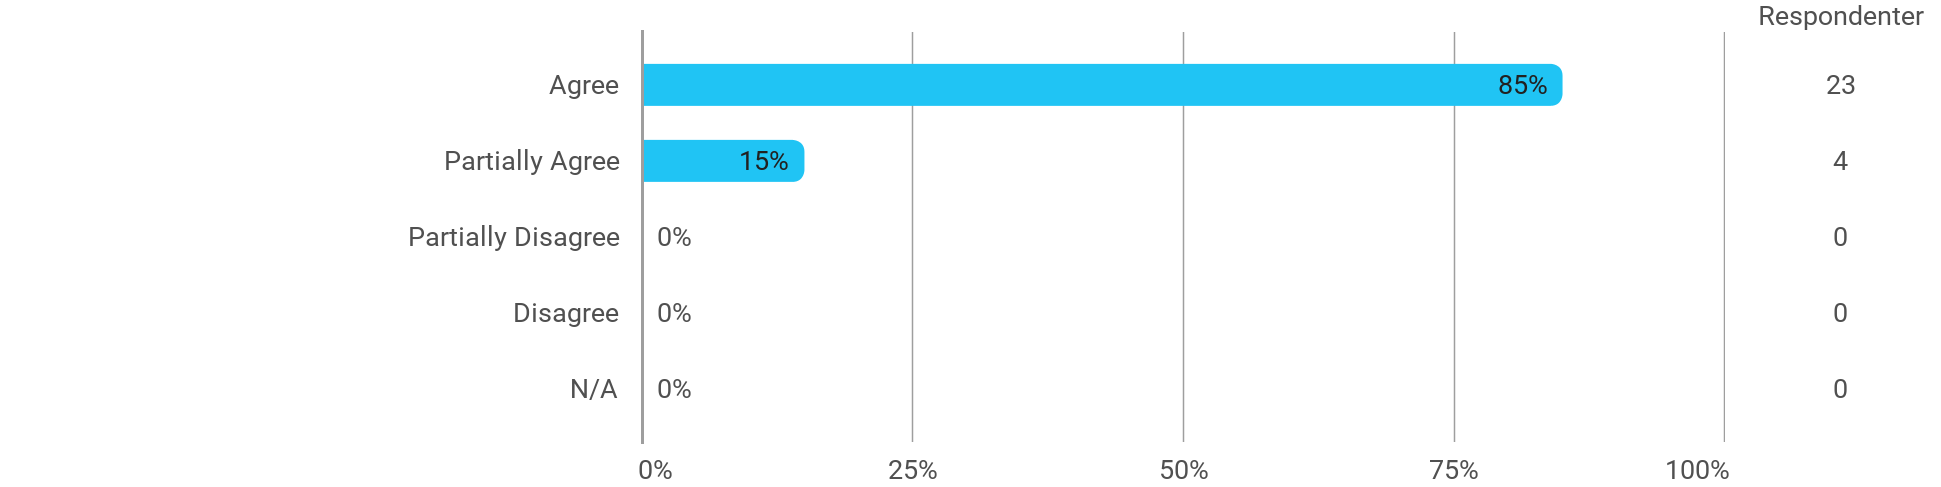 Respondenter
Agree 85% 23
Partially Agree 15% 4
Partially Disagree 0% 0
Disagree 0% 0
N/A 0% 0
0% 25% 50% 75% 100%